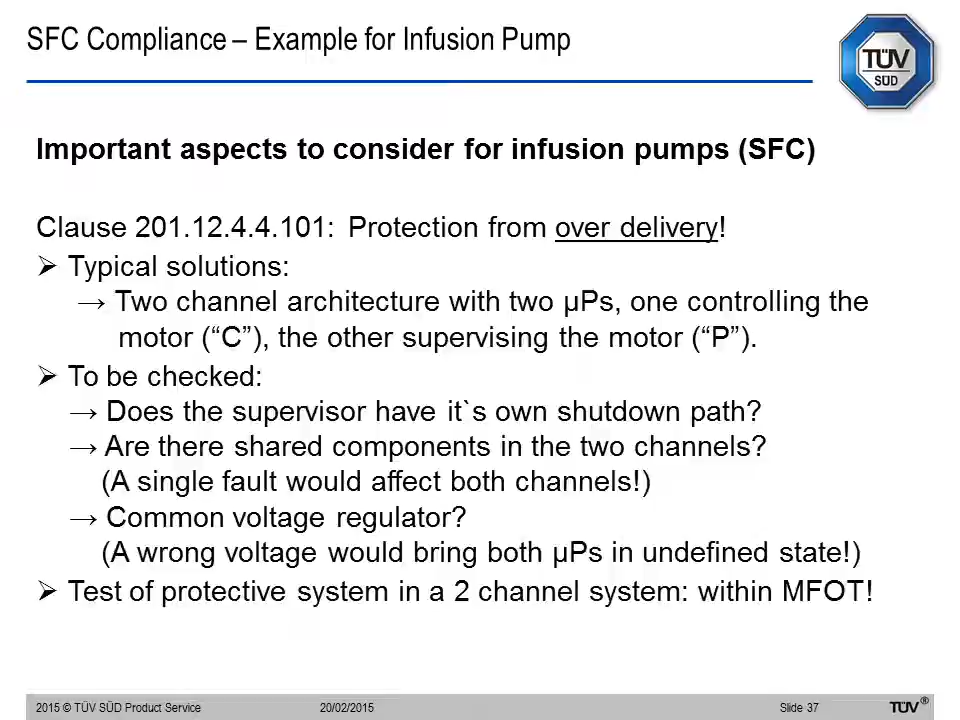 SFC Compliance – Example for Infusion Pump
TÜV
SÜD
Important aspects to consider for infusion pumps (SFC)
Clause 201.12.4.4.101: Protection from over delivery!
➢ Typical solutions:
→ Two channel architecture with two µPs, one controlling the
motor (“C”), the other supervising the motor (“P”).
➢ To be checked:
→ Does the supervisor have it`s own shutdown path?
→ Are there shared components in the two channels?
(A single fault would affect both channels!)
→ Common voltage regulator?
(A wrong voltage would bring both µPs in undefined state!)
➢ Test of protective system in a 2 channel system: within MFOT!
2015 © TÜV SÜD Product Service 20/02/2015 Slide 37 TÜV®